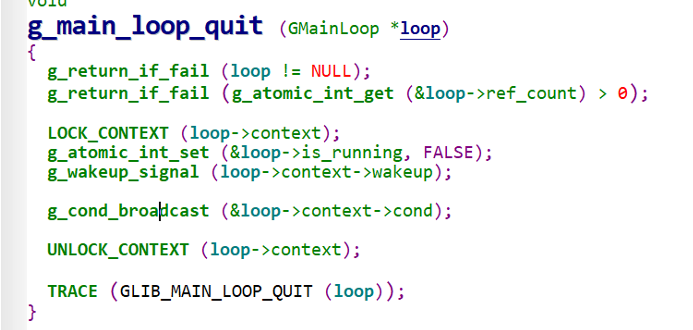 void
g_main_loop_quit (GMainLoop *loop)
{
g_return_if_fail (loop != NULL);
g_return_if_fail (g_atomic_int_get (&loop->ref_count) > 0);
LOCK_CONTEXT (loop->context);
g_atomic_int_set (&loop->is_running, FALSE);
g_wakeup_signal (loop->context->wakeup);
g_cond_broadcast (&loop->context->cond);
UNLOCK_CONTEXT (loop->context);
TRACE (GLIB_MAIN_LOOP_QUIT (loop));
}